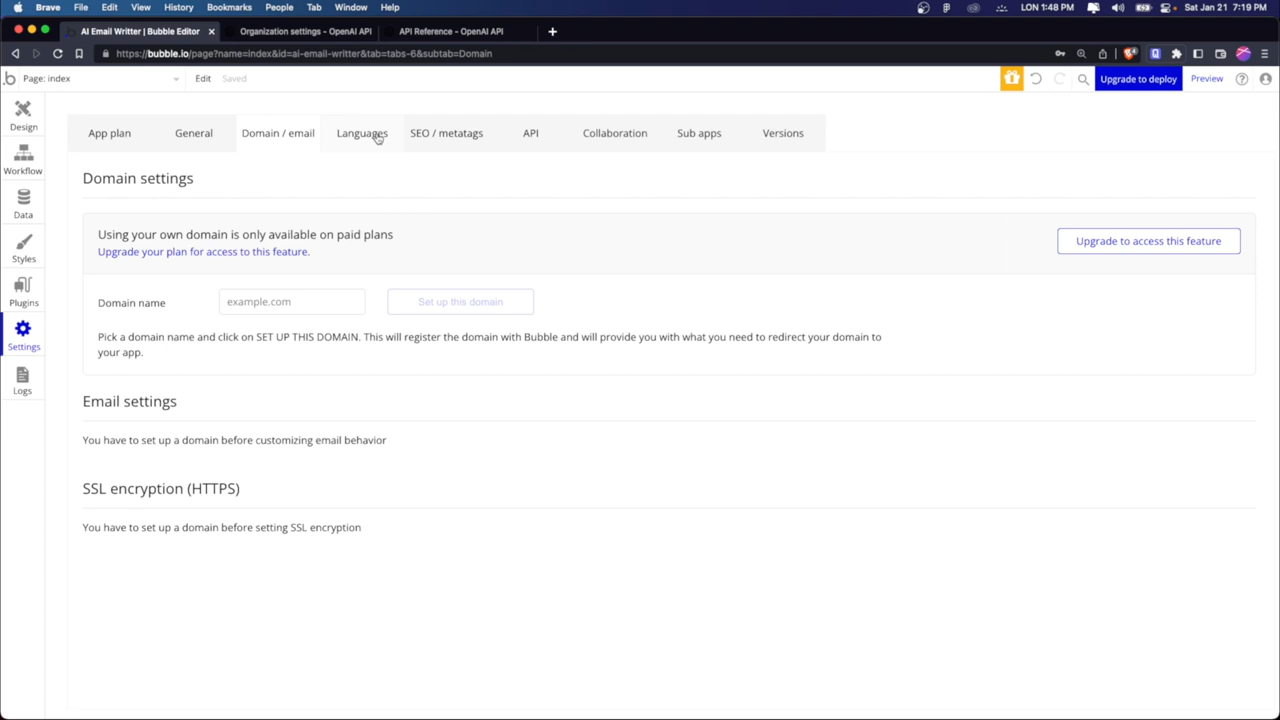 Brave File Edit View History Bookmarks People Tab Window Help LON 1:48 PM Sat Jan 21 7:19 PM
AI Email Writter | Bubble Editor Organization settings - OpenAI API API Reference - OpenAI API
https://bubble.io/page?name=index&id=ai-email-writter&tab=tabs-6&subtab=Domain
Page: index Edit Saved Upgrade to deploy Preview
Design
Workflow
Data
Styles
Plugins
Settings
Logs
App plan General Domain / email Languages SEO / metatags API Collaboration Sub apps Versions
Domain settings
Using your own domain is only available on paid plans
Upgrade your plan for access to this feature.
Upgrade to access this feature
Domain name example.com Set up this domain
Pick a domain name and click on SET UP THIS DOMAIN. This will register the domain with Bubble and will provide you with what you need to redirect your domain to
your app.
Email settings
You have to set up a domain before customizing email behavior
SSL encryption (HTTPS)
You have to set up a domain before setting SSL encryption